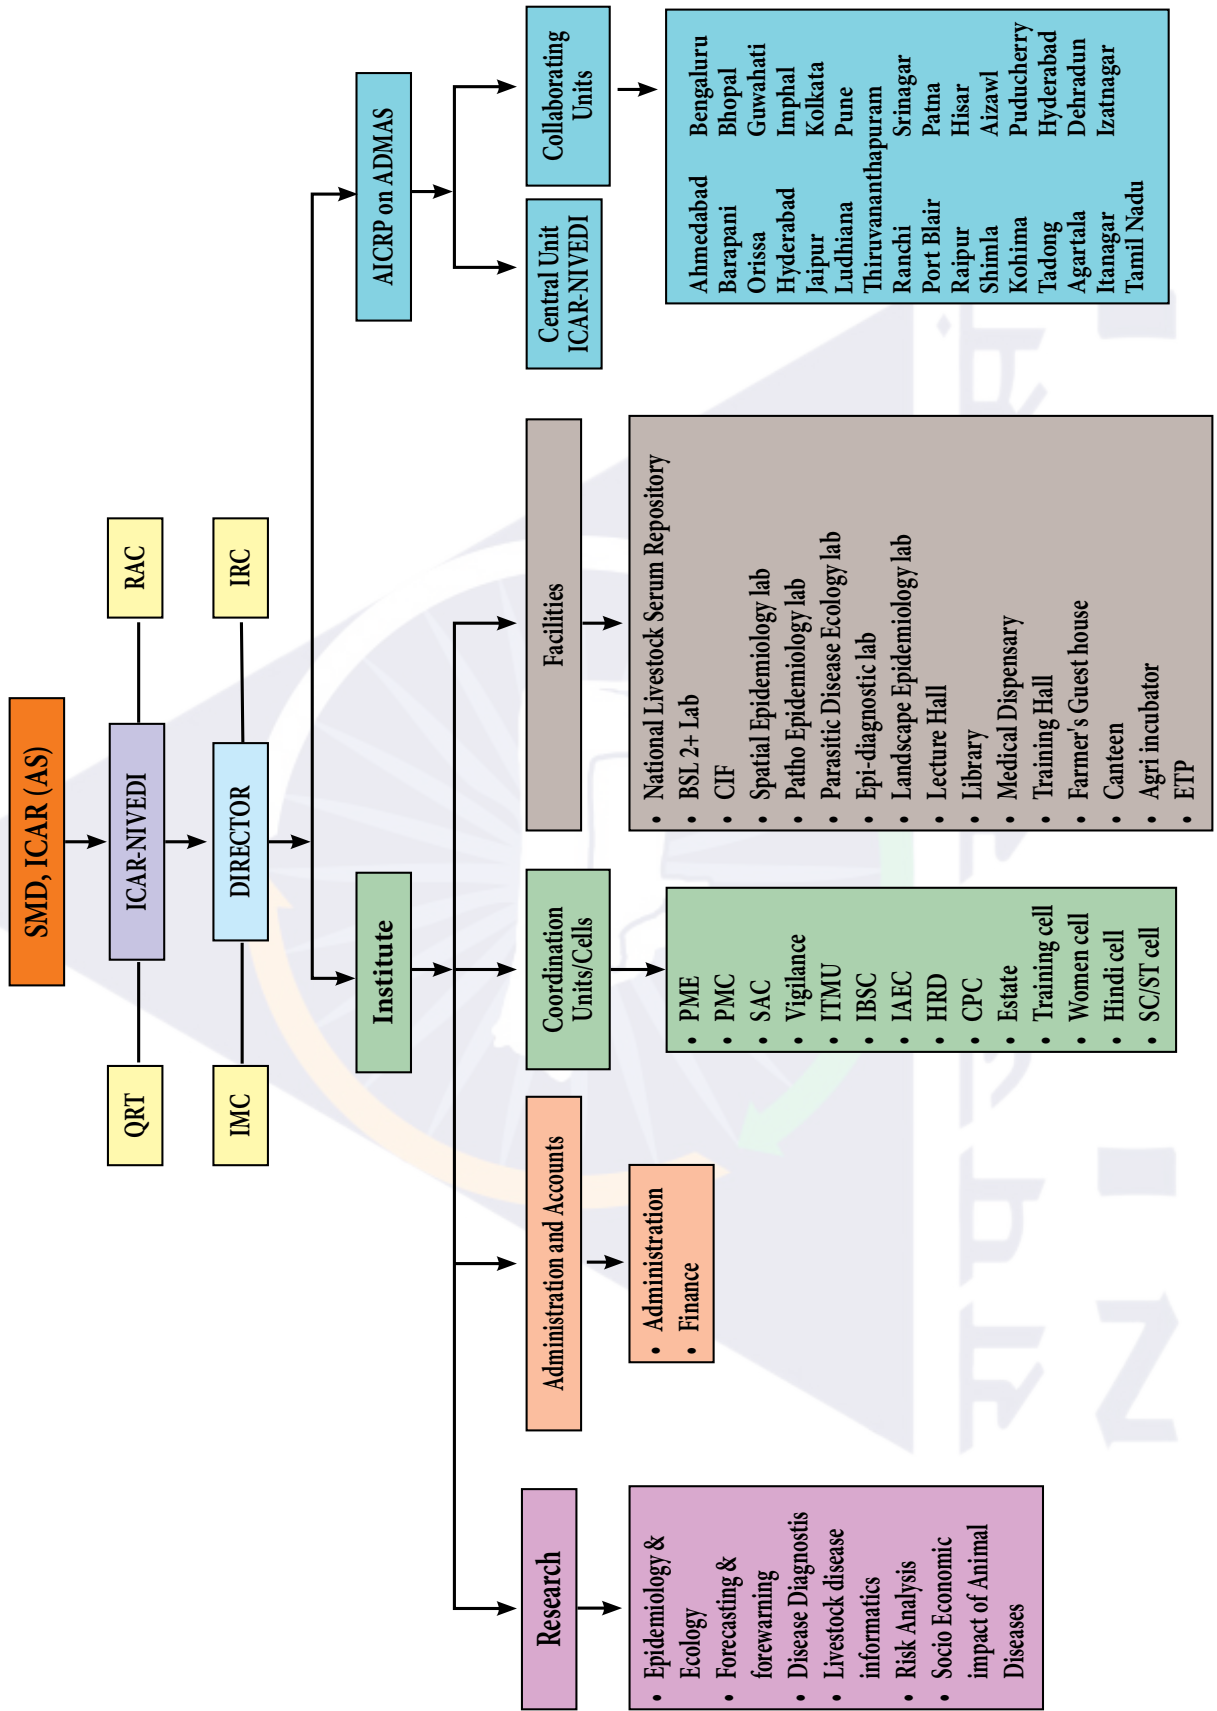 SMD, ICAR (AS)
QRT
ICAR-NIVEDI
RAC
IMC
DIRECTOR
IRC
Institute
AICRP on ADMAS
Research
• Epidemiology &
Ecology
• Forecasting &
forewarning
• Disease Diagnostis
• Livestock disease
informatics
• Risk Analysis
• Socio Economic
impact of Animal
Diseases
Administration and Accounts
• Administration
• Finance
Coordination
Units/Cells
• PME
• PMC
• SAC
• Vigilance
• ITMU
• IBSC
• IAEC
• HRD
• CPC
• Estate
• Training cell
• Women cell
• Hindi cell
• SC/ST cell
Facilities
• National Livestock Serum Repository
• BSL 2+ Lab
• CIF
• Spatial Epidemiology lab
• Patho Epidemiology lab
• Parasitic Disease Ecology lab
• Epi-diagnostic lab
• Landscape Epidemiology lab
• Lecture Hall
• Library
• Medical Dispensary
• Training Hall
• Farmer's Guest house
• Canteen
• Agri incubator
• ETP
Central Unit
ICAR-NIVEDI
Collaborating
Units
Ahmedabad Bengaluru
Barapani Bhopal
Orissa Guwahati
Hyderabad Imphal
Jaipur Kolkata
Ludhiana Pune
Thiruvananthapuram
Ranchi Srinagar
Port Blair Patna
Raipur Hisar
Shimla Aizawl
Kohima Puducherry
Tadong Hyderabad
Agartala Dehradun
Itanagar Izatnagar
Tamil Nadu